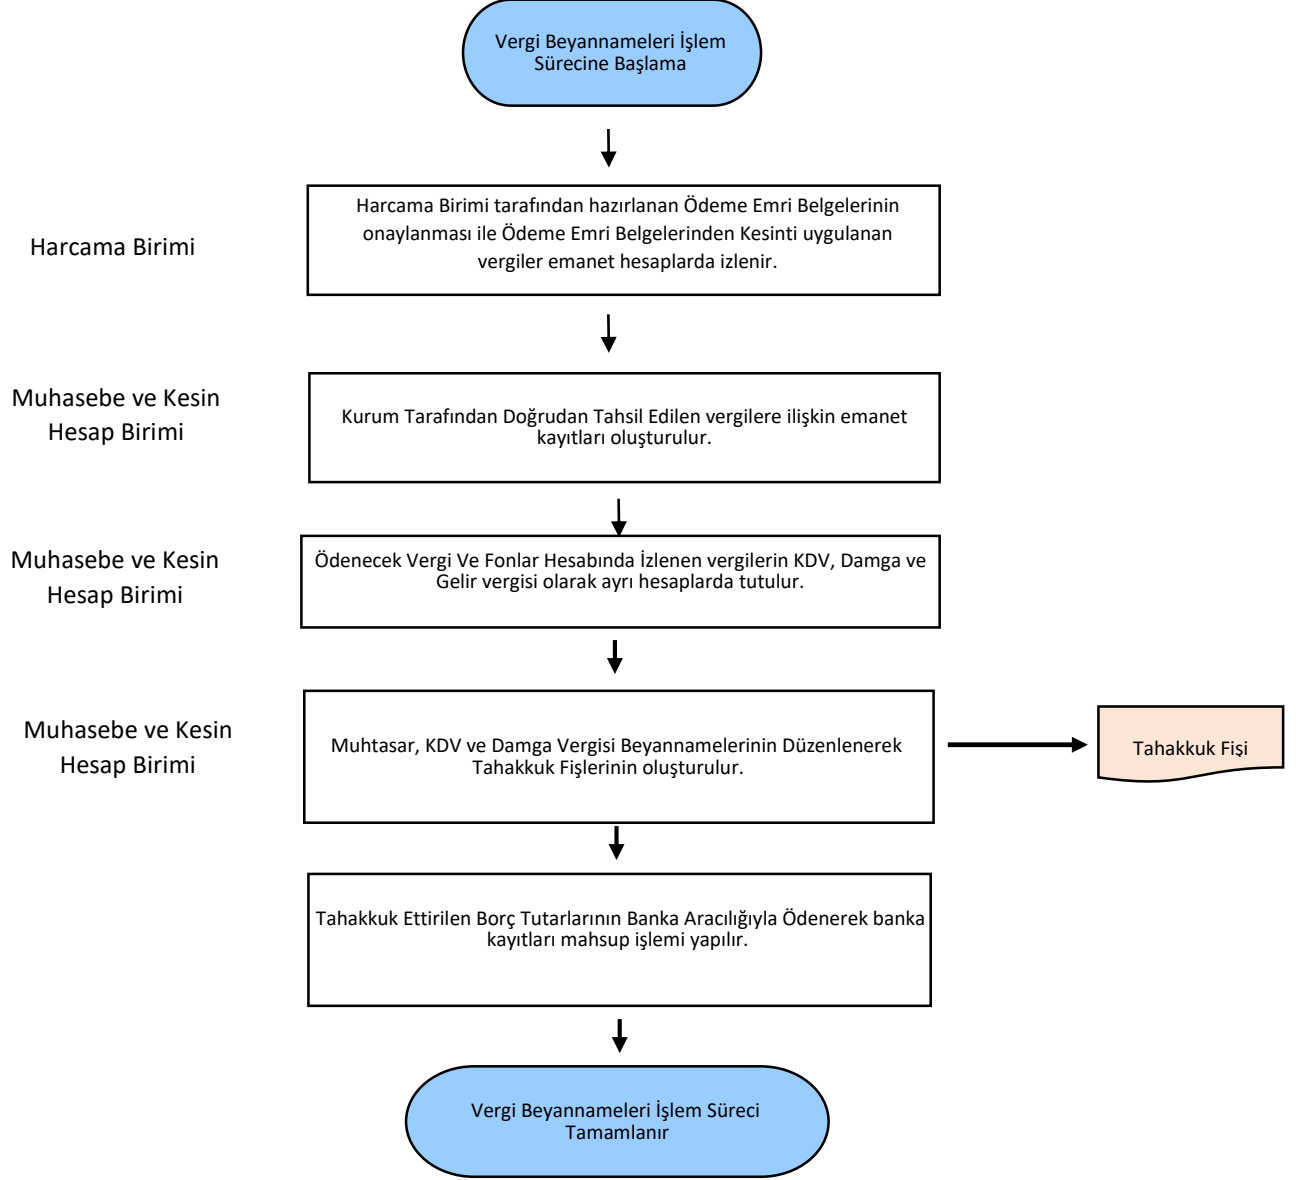 Vergi Beyannameleri İşlem
Sürecine Başlama
Harcama Birimi
Harcama Birimi tarafından hazırlanan Ödeme Emri Belgelerinin
onaylanması ile Ödeme Emri Belgelerinden Kesinti uygulanan
vergiler emanet hesaplarda izlenir.
Muhasebe ve Kesin
Hesap Birimi
Kurum Tarafından Doğrudan Tahsil Edilen vergilere ilişkin emanet
kayıtları oluşturulur.
Muhasebe ve Kesin
Hesap Birimi
Ödenecek Vergi Ve Fonlar Hesabında İzlenen vergilerin KDV, Damga ve
Gelir vergisi olarak ayrı hesaplarda tutulur.
Muhasebe ve Kesin
Hesap Birimi
Muhtasar, KDV ve Damga Vergisi Beyannamelerinin Düzenlenerek
Tahakkuk Fişlerinin oluşturulur.
Tahakkuk Fişi
Tahakkuk Ettirilen Borç Tutarlarının Banka Aracılığıyla Ödenerek banka
kayıtları mahsup işlemi yapılır.
Vergi Beyannameleri İşlem Süreci
Tamamlanır